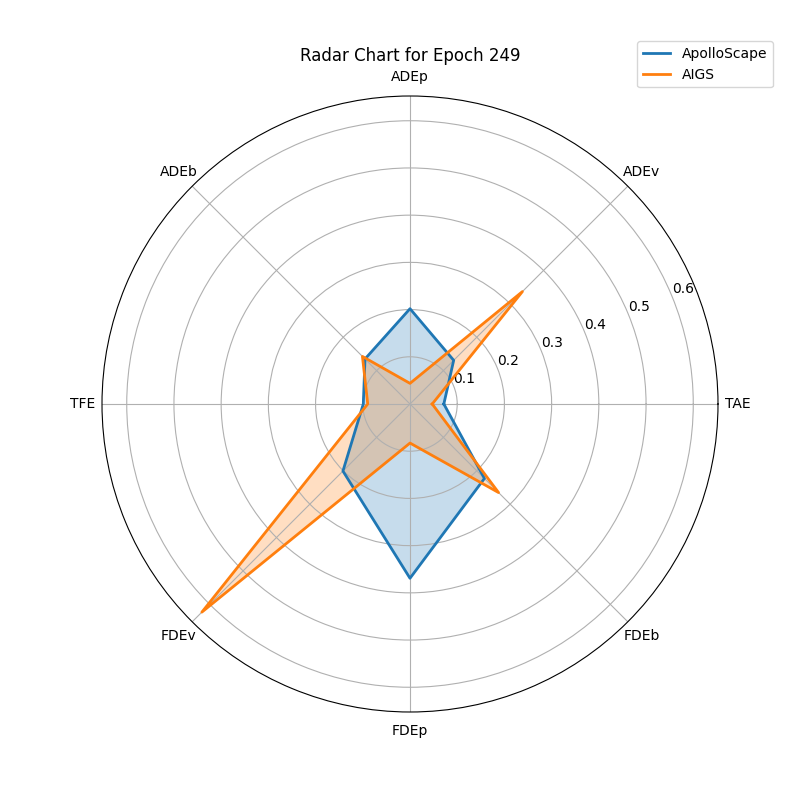 Radar Chart for Epoch 249
ApolloScape
AIGS
ADEp
ADEb
ADEv
0.6
0.5
0.4
0.3
0.2
0.1
TFE
TAE
FDEv
FDEb
FDEp